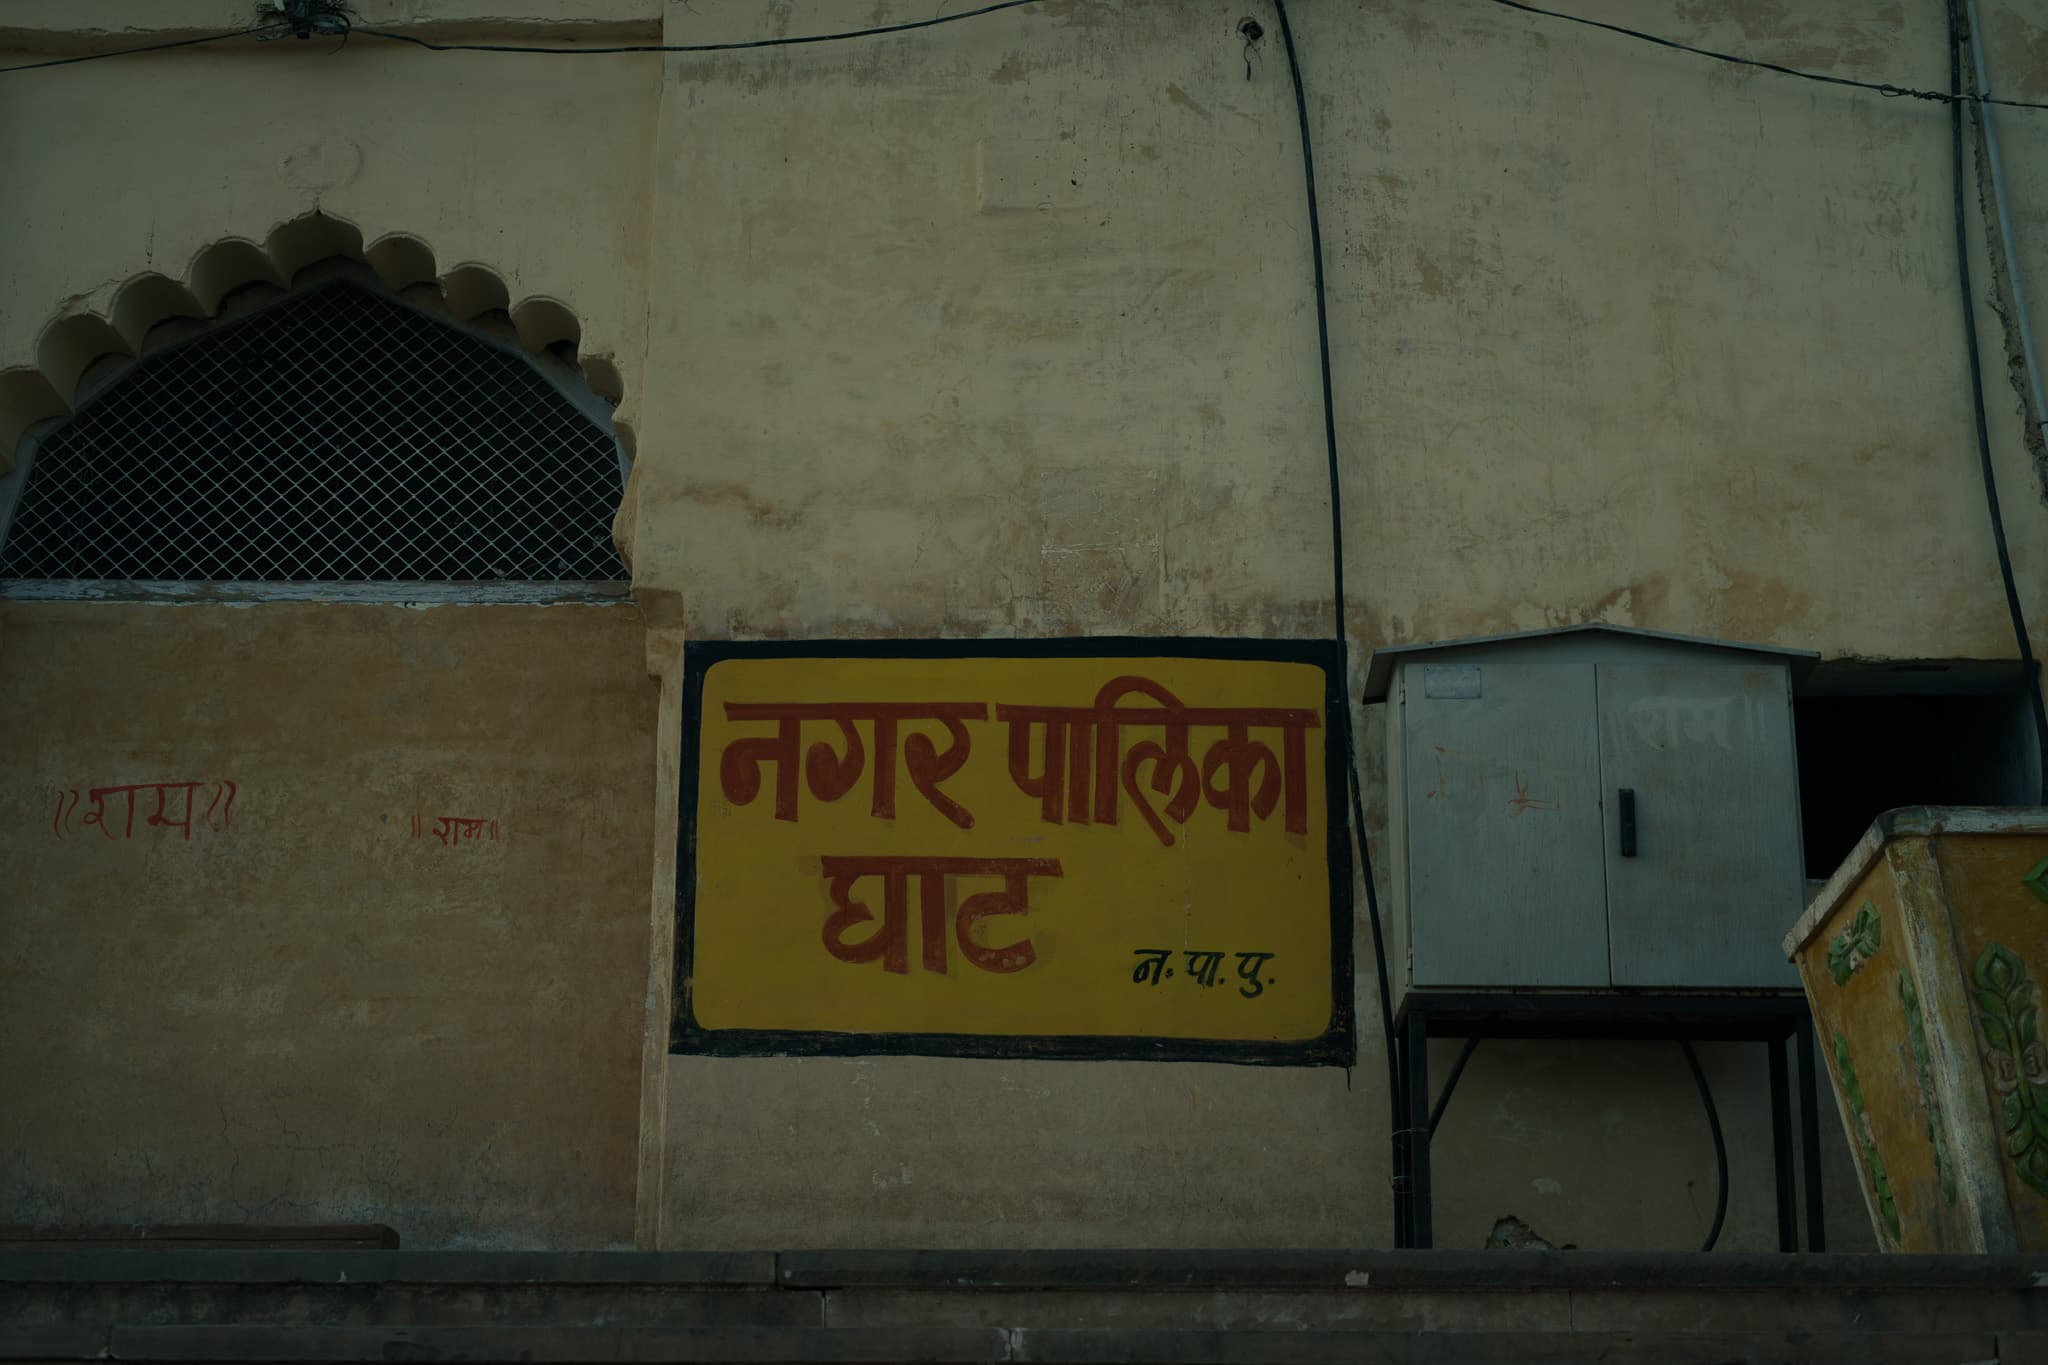 नगर पालिका
घाट
न. पा. पु.
॥ राम ॥
॥ राम ॥
॥ राम ॥